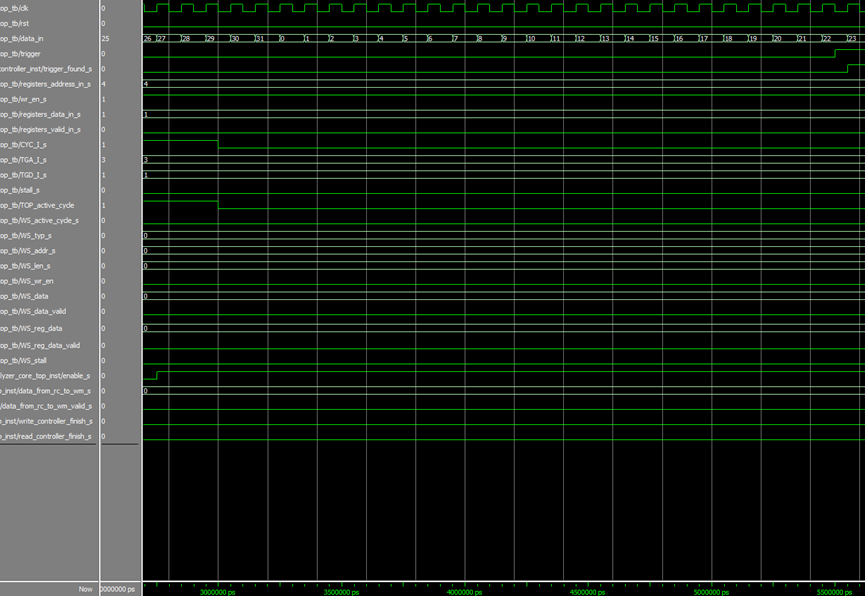 op_tb/clk 0
op_tb/rst 0
op_tb/data_in 25 26 27 28 29 30 31 0 1 2 3 4 5 6 7 8 9 10 11 12 13 14 15 16 17 18 19 20 21 22 23
op_tb/trigger 0
controller_inst/trigger_found_s 0
op_tb/registers_address_in_s 4 4
op_tb/wr_en_s 1
op_tb/registers_data_in_s 1 1
op_tb/registers_valid_in_s 0
op_tb/CYC_I_s 1
op_tb/TGA_I_s 3 3
op_tb/TGD_I_s 1 1
op_tb/stall_s 0
op_tb/TOP_active_cycle 1
op_tb/WS_active_cycle_s 0
op_tb/WS_typ_s 0 0
op_tb/WS_addr_s 0 0
op_tb/WS_len_s 0 0
op_tb/WS_wr_en 0
op_tb/WS_data 0 0
op_tb/WS_data_valid 0
op_tb/WS_reg_data 0 0
op_tb/WS_reg_data_valid 0
op_tb/WS_stall 0
lyzer_core_top_inst/enable_s 0
p_inst/data_from_rc_to_wm_s 0 0
/data_from_rc_to_wm_valid_s 0
p_inst/write_controller_finish_s 0
p_inst/read_controller_finish_s 0
Now 0000000 ps
3000000 ps 3500000 ps 4000000 ps 4500000 ps 5000000 ps 5500000 ps